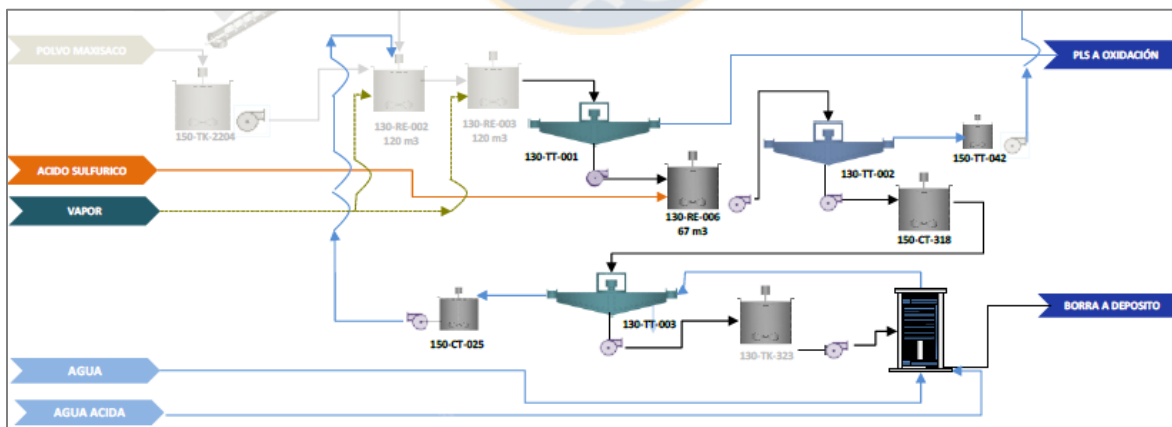 POLVO MAXISACO
150-TK-2204
130-RE-002
120 m3
130-RE-003
120 m3
130-TT-001
PLS A OXIDACIÓN
150-TT-042
130-TT-002
ACIDO SULFURICO
VAPOR
130-RE-006
67 m3
150-CT-318
150-CT-025
130-TT-003
130-TK-323
BORRA A DEPOSITO
AGUA
AGUA ACIDA